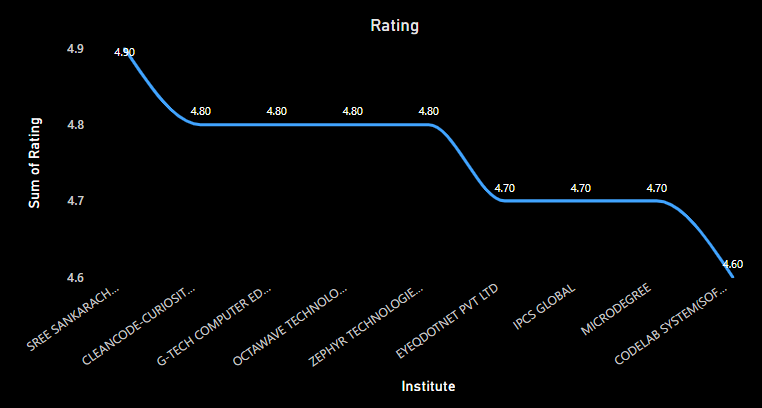 Rating
4.9
4.8
4.7
4.6
Sum of Rating
4.90
4.80
4.80
4.80
4.80
4.70
4.70
4.70
4.60
SREE SANKARACH...
CLEANCODE-CURIOSIT...
G-TECH COMPUTER ED...
OCTAWAVE TECHNOLO...
ZEPHYR TECHNOLOGIE...
EYEQDOTNET PVT LTD
IPCS GLOBAL
MICRODEGREE
CODELAB SYSTEM(SOF...
Institute